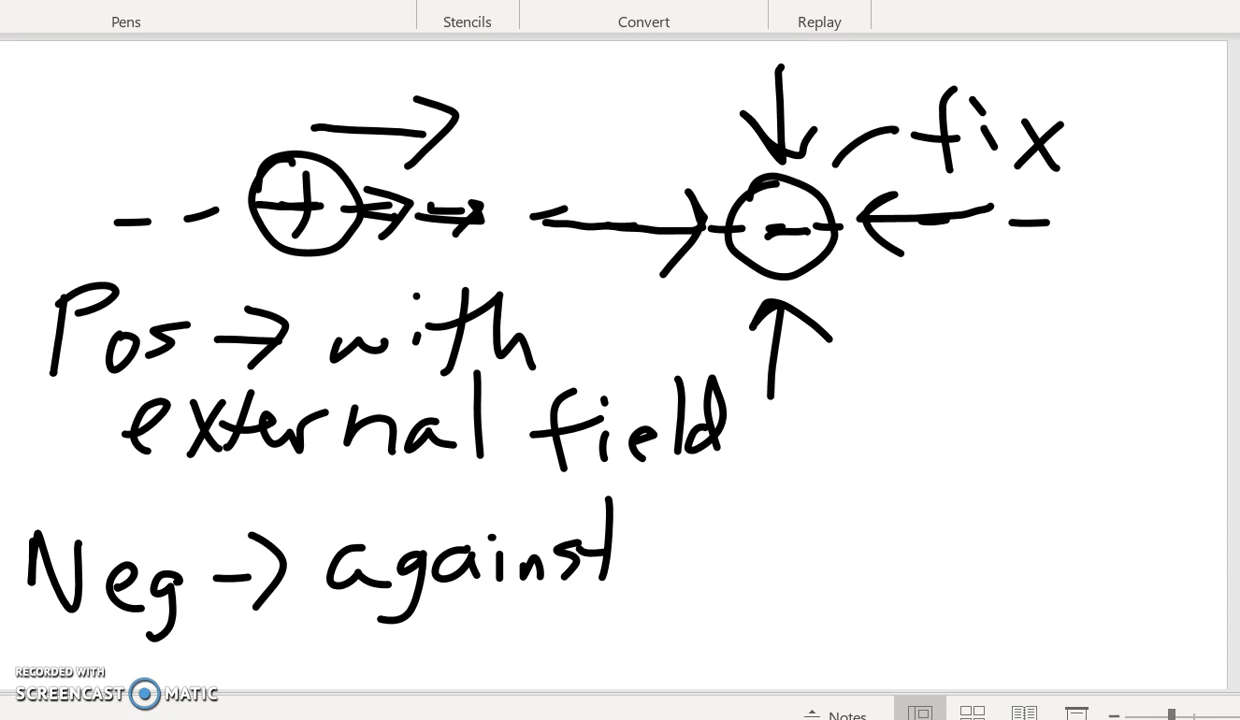 Pens Stencils Convert Replay
fix
+ -
Pos → with
external field
Neg → against
RECORDED WITH
SCREENCAST MATIC
Notes